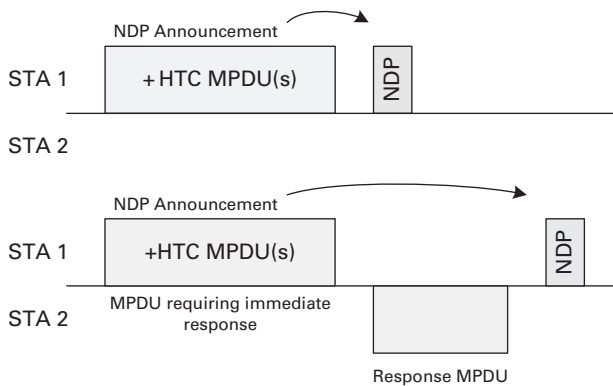 NDP Announcement
STA 1
+HTC MPDU(s)
NDP
STA 2
NDP Announcement
STA 1
+HTC MPDU(s)
NDP
MPDU requiring immediate
response
STA 2
Response MPDU